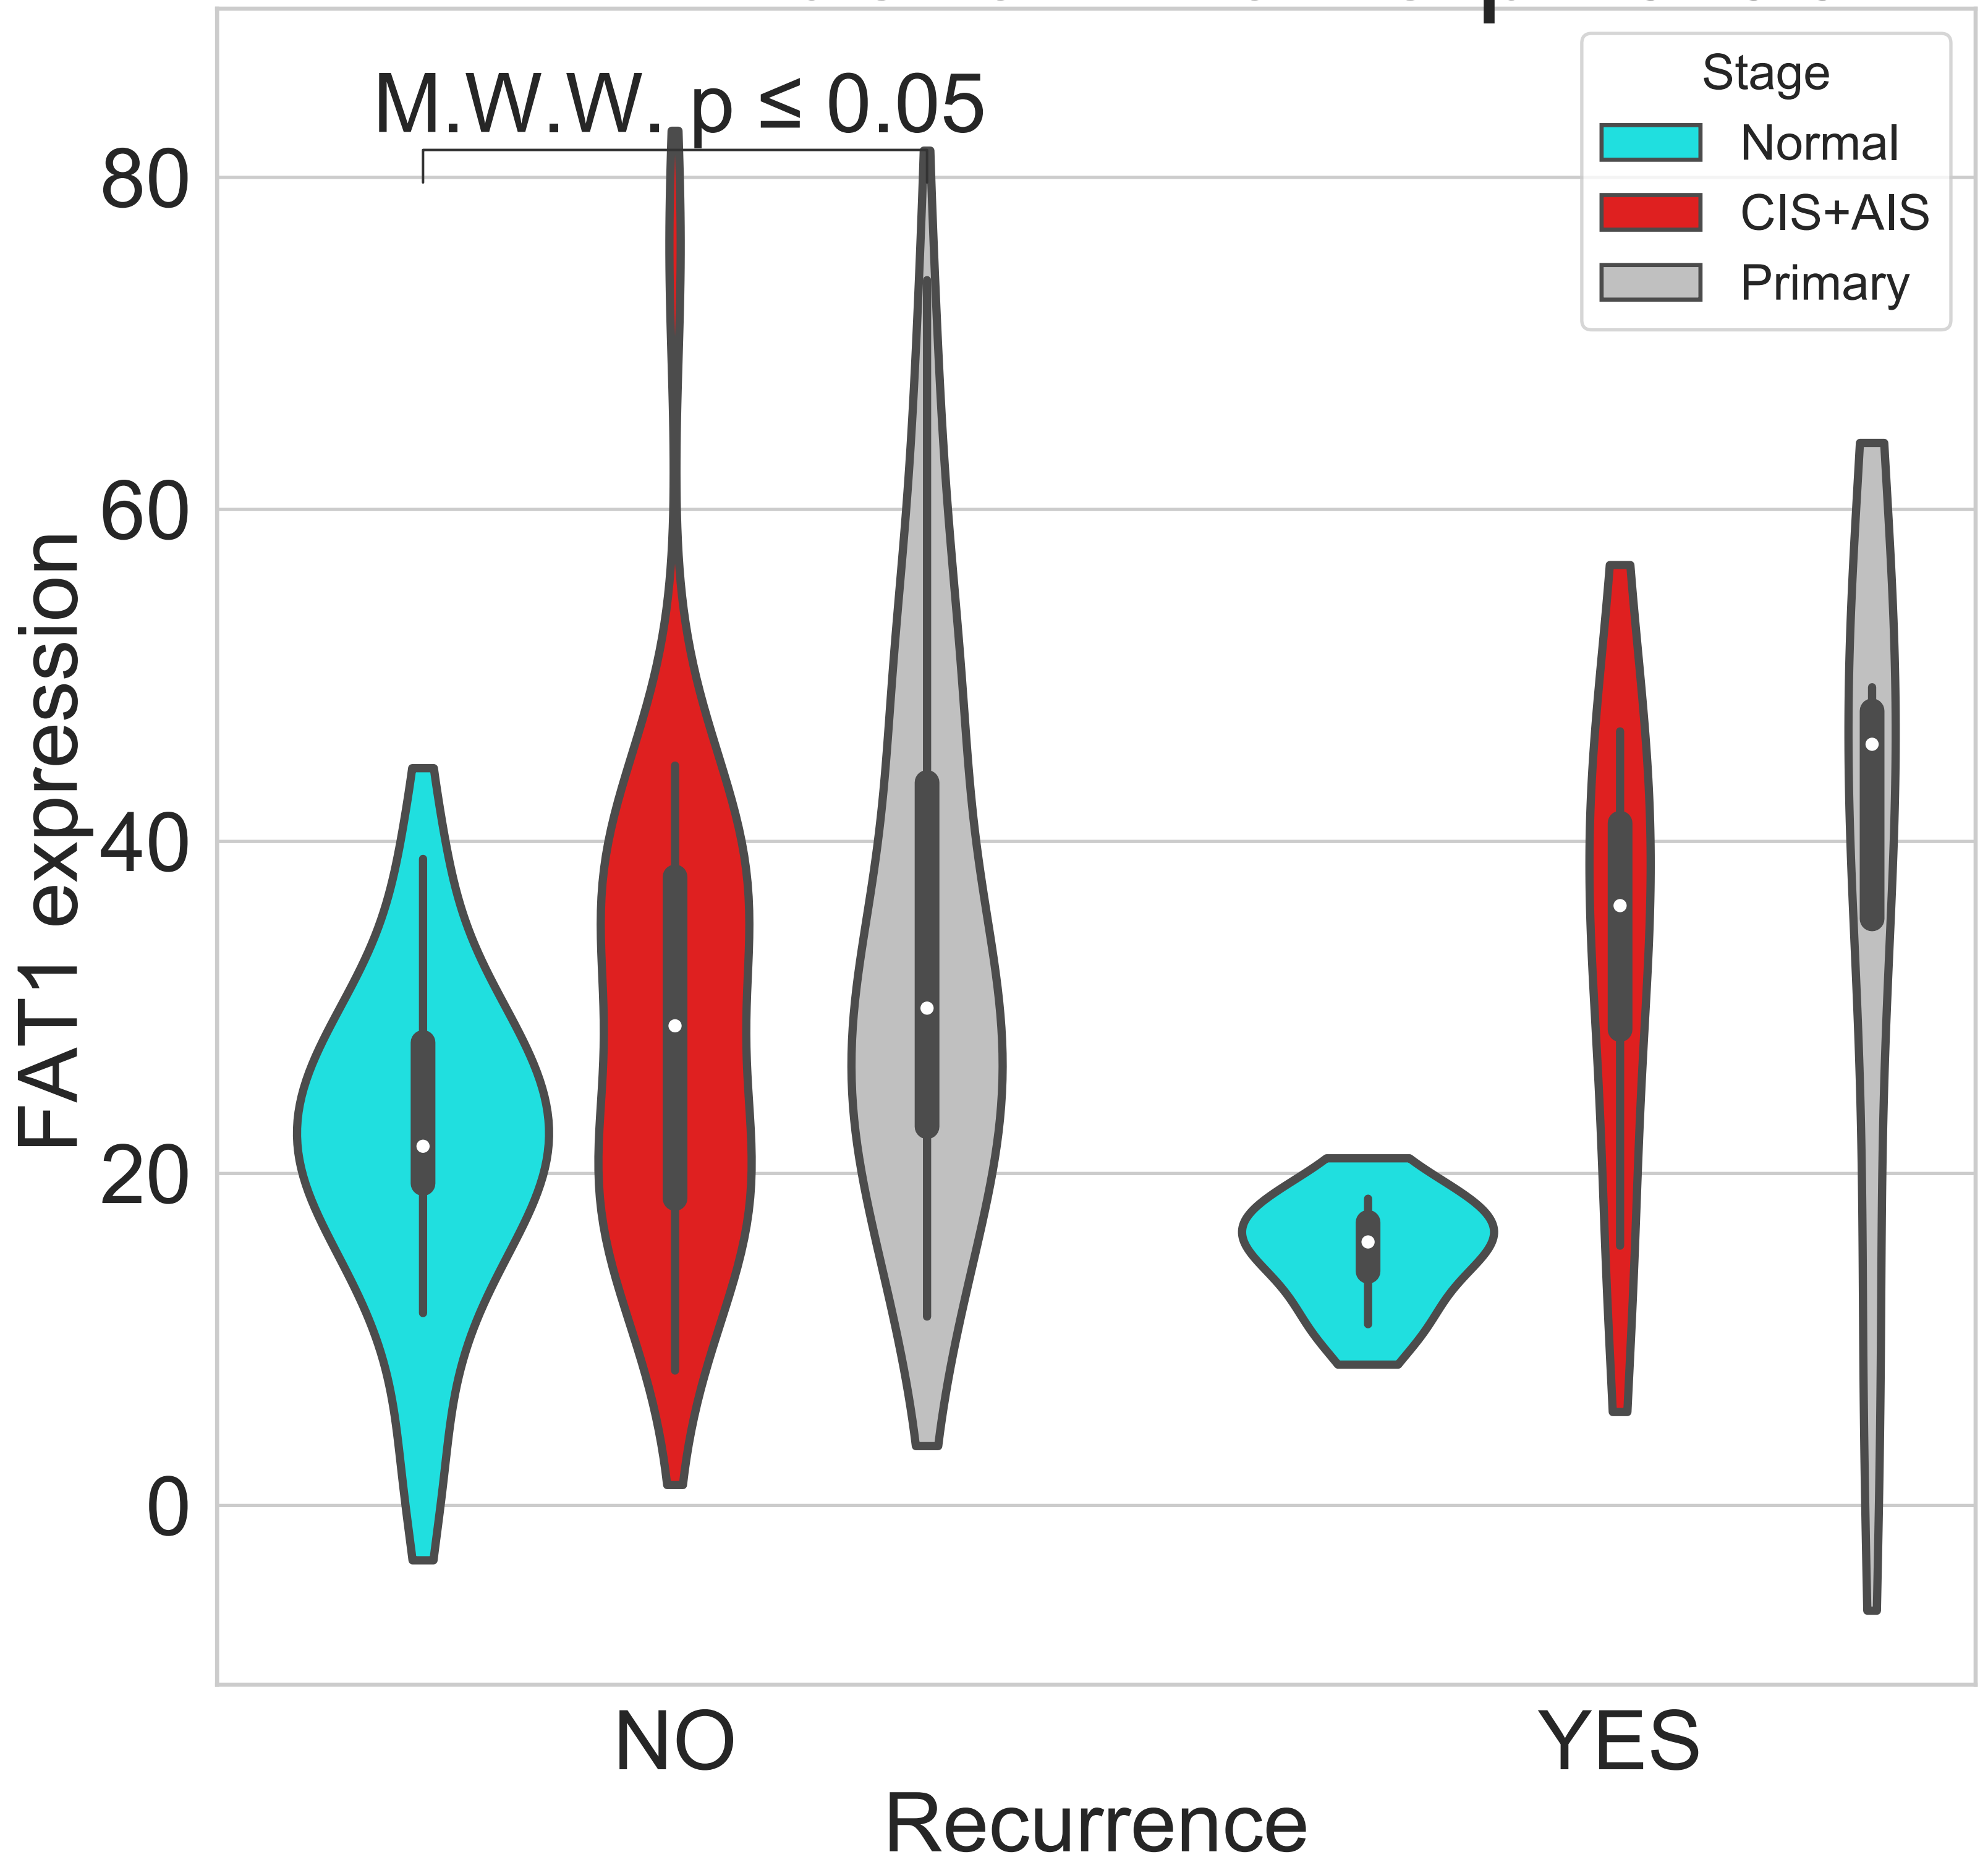 M.W.W. p ≤ 0.05
Stage
Normal
CIS+AIS
Primary
80
60
40
20
0
FAT1 expression
NO
YES
Recurrence